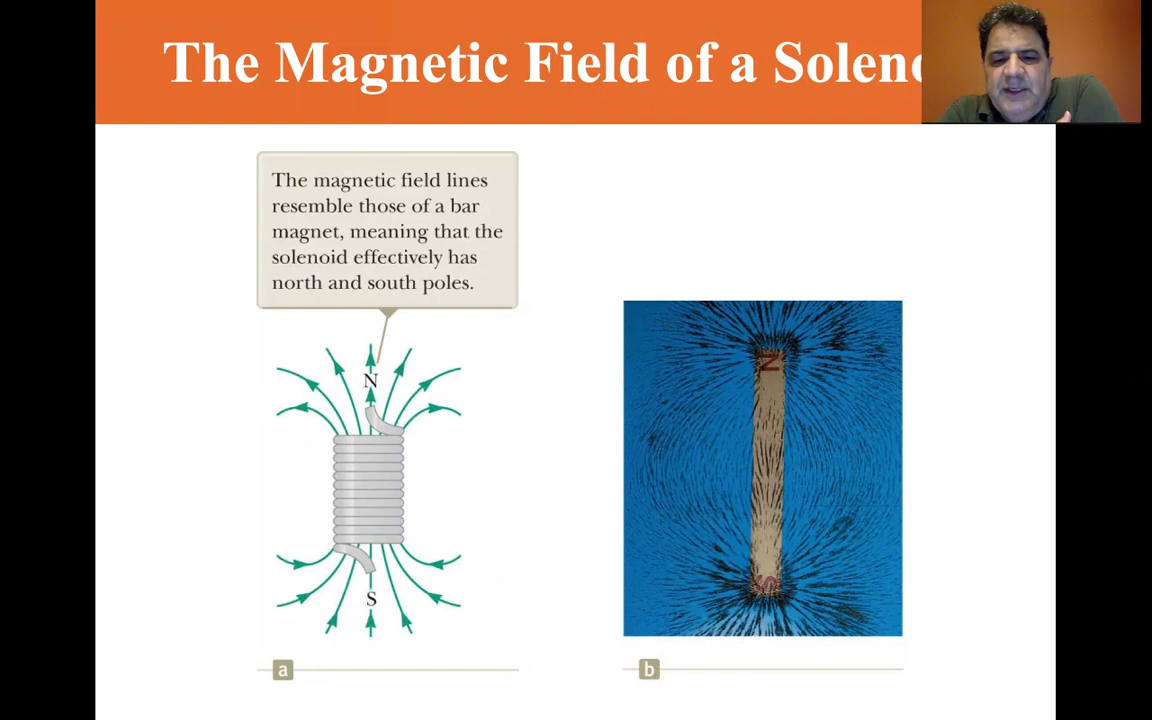 The Magnetic Field of a Soleno
The magnetic field lines
resemble those of a bar
magnet, meaning that the
solenoid effectively has
north and south poles.
N
S
N
S
a
b